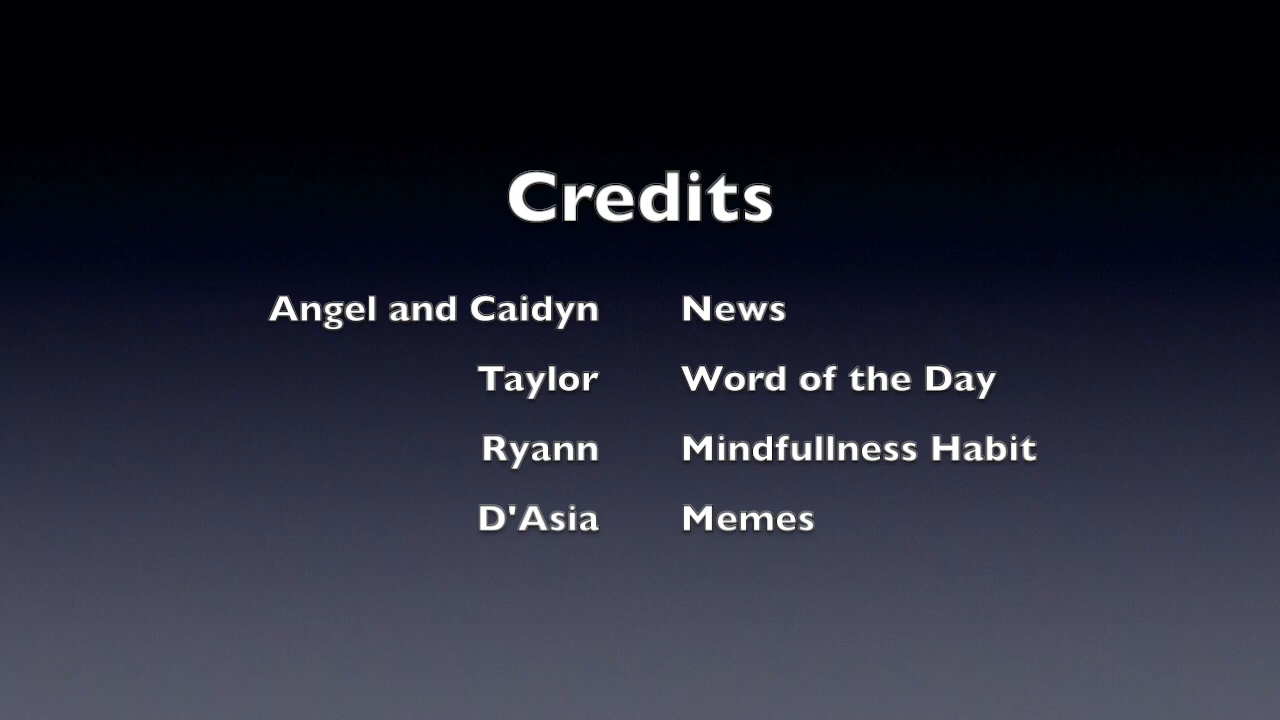 Credits
Angel and Caidyn News
Taylor Word of the Day
Ryann Mindfullness Habit
D'Asia Memes